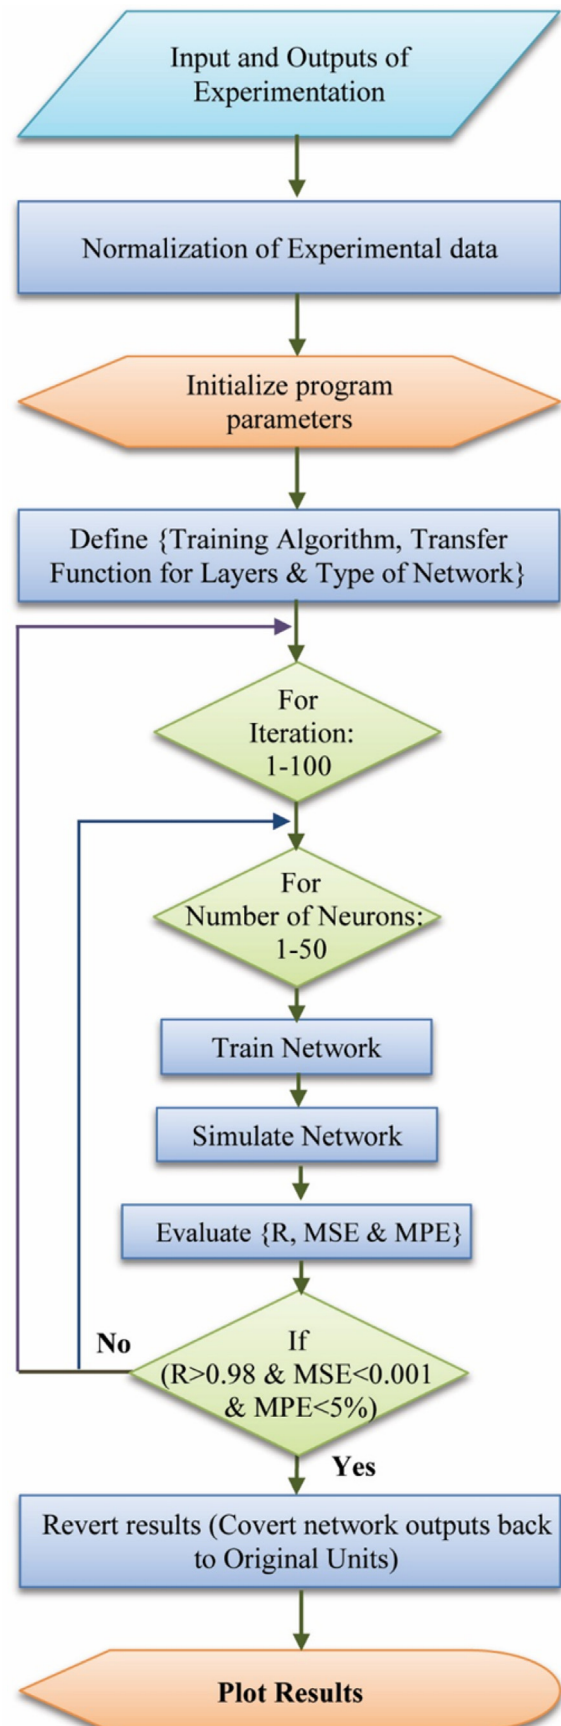 Input and Outputs of
Experimentation
Normalization of Experimental data
Initialize program
parameters
Define {Training Algorithm, Transfer
Function for Layers & Type of Network}
For
Iteration:
1-100
For
Number of Neurons:
1-50
Train Network
Simulate Network
Evaluate {R, MSE & MPE}
No
If
(R>0.98 & MSE<0.001
& MPE<5%)
Yes
Revert results (Covert network outputs back
to Original Units)
Plot Results